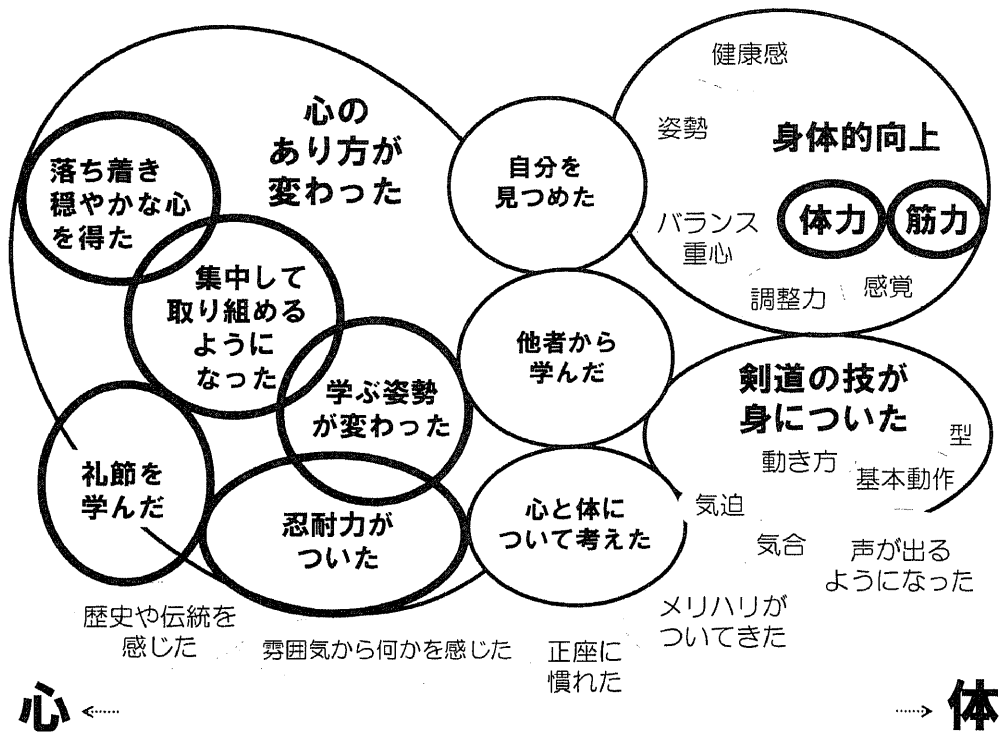 心の
あり方が
変わった
落ち着き
穏やかな心
を得た
集中して
取り組める
ように
なった
学ぶ姿勢
が変わった
礼節を
学んだ
忍耐力が
ついた
自分を
見つめた
他者から
学んだ
心と体に
ついて考えた
健康感
姿勢
身体的向上
体力
筋力
バランス
重心
調整力
感覚
剣道の技が
身についた
型
動き方
基本動作
気迫
気合
声が出る
ようになった
メリハリが
ついてきた
歴史や伝統を
感じた
雰囲気から何かを感じた
正座に
慣れた
心
体